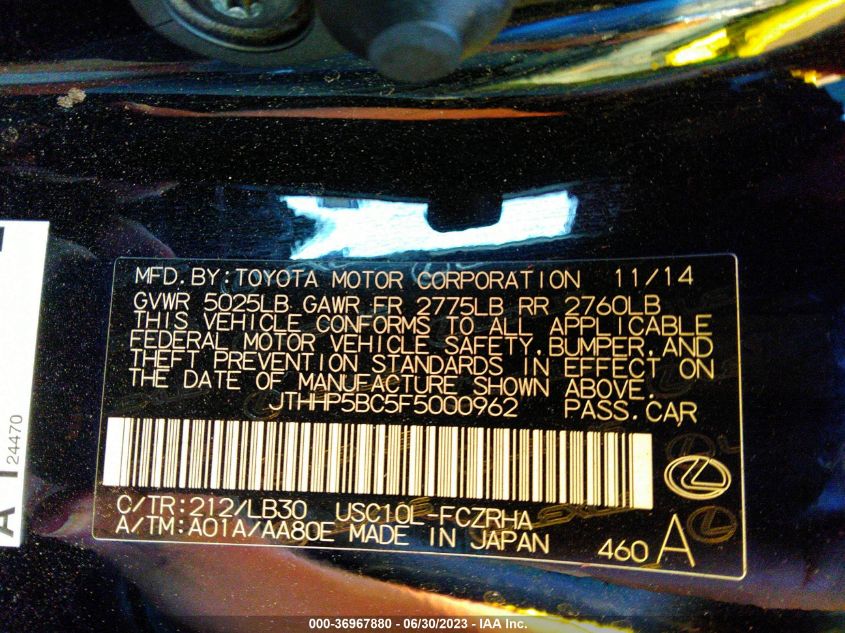 MFD.BY:TOYOTA MOTOR CORPORATION 11/14
GVWR 5025LB GAWR FR 2775LB RR 2760LB
THIS VEHICLE CONFORMS TO ALL APPLICABLE
FEDERAL MOTOR VEHICLE SAFETY,BUMPER,AND
THEFT PREVENTION STANDARDS IN EFFECT ON
THE DATE OF MANUFACTURE SHOWN ABOVE.
JTHHP5BC5F5000962 PASS.CAR
C/TR:212/LB30 USC10L-FCZRHA
A/TM:A01A/AA80E MADE IN JAPAN 460 A
24470
000-36967880 - 06/30/2023 - IAA Inc.